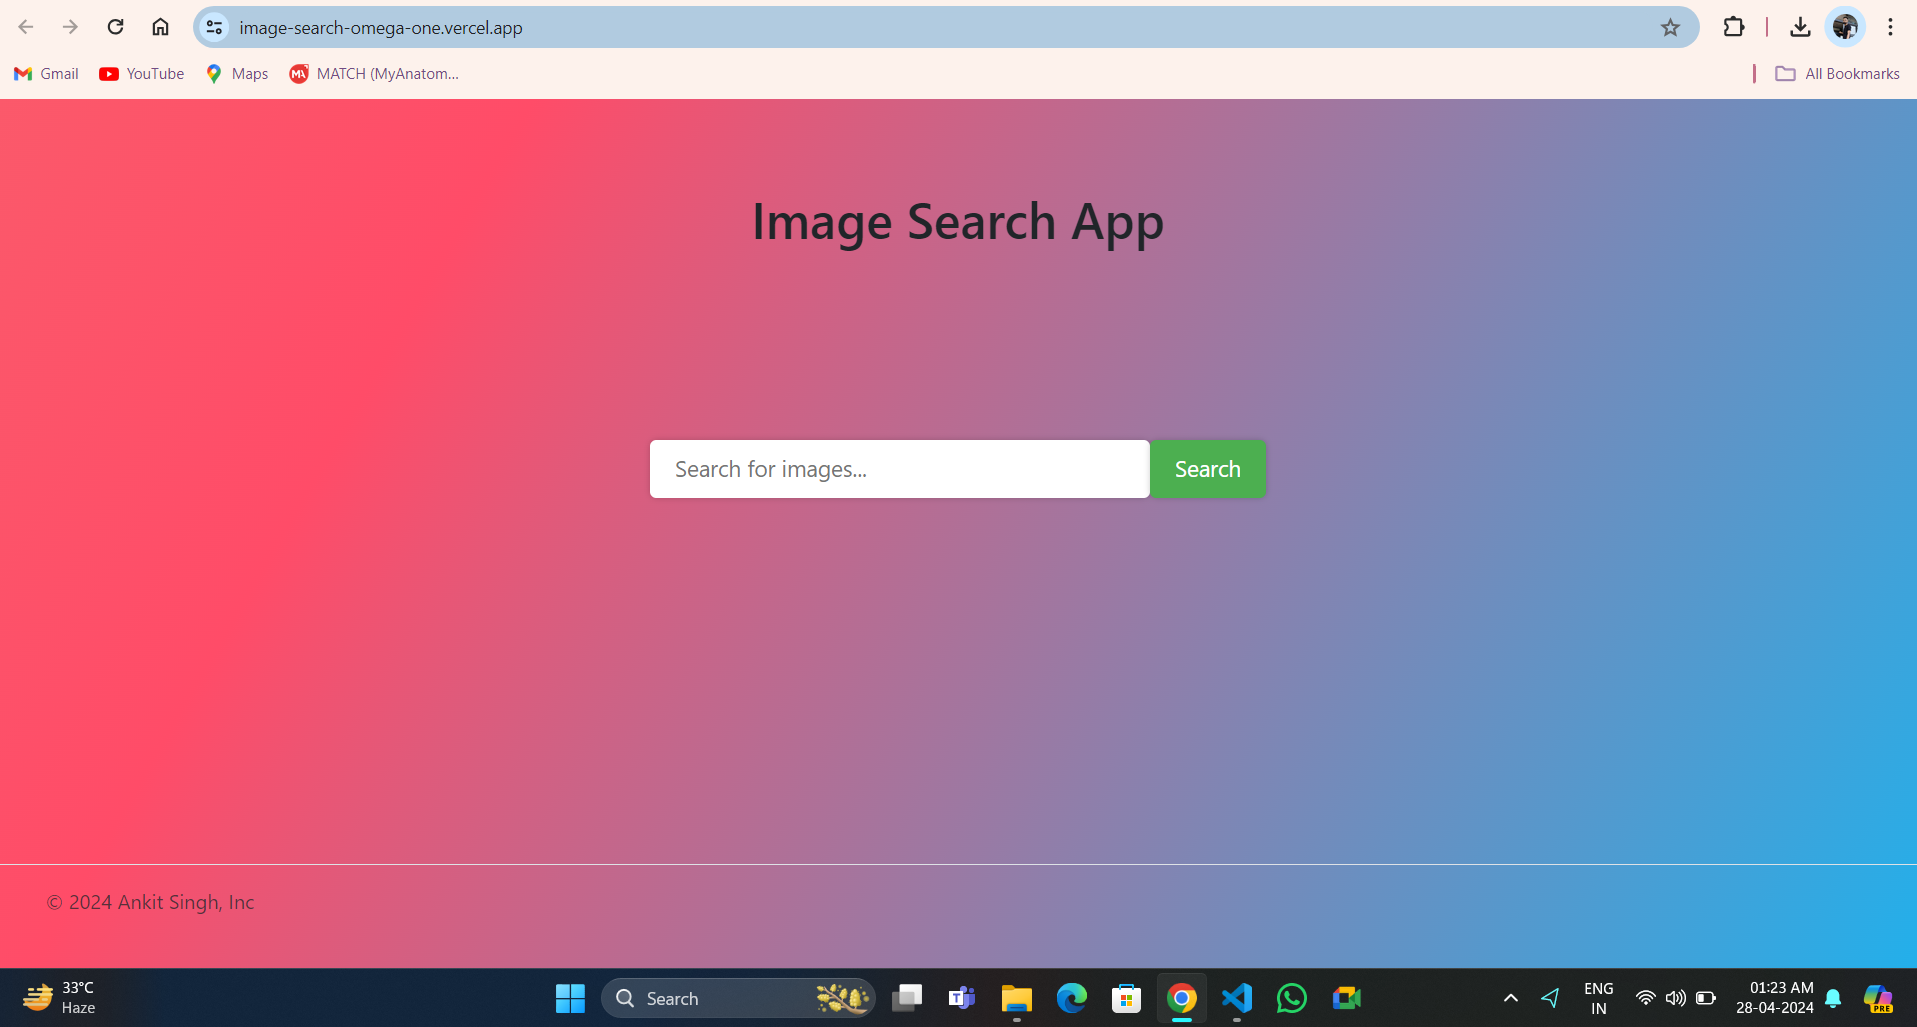 image-search-omega-one.vercel.app
Gmail YouTube Maps MATCH (MyAnatom... All Bookmarks
Image Search App
Search for images... Search
© 2024 Ankit Singh, Inc
33°C
Haze
Search
ENG
IN
01:23 AM
28-04-2024
PRE